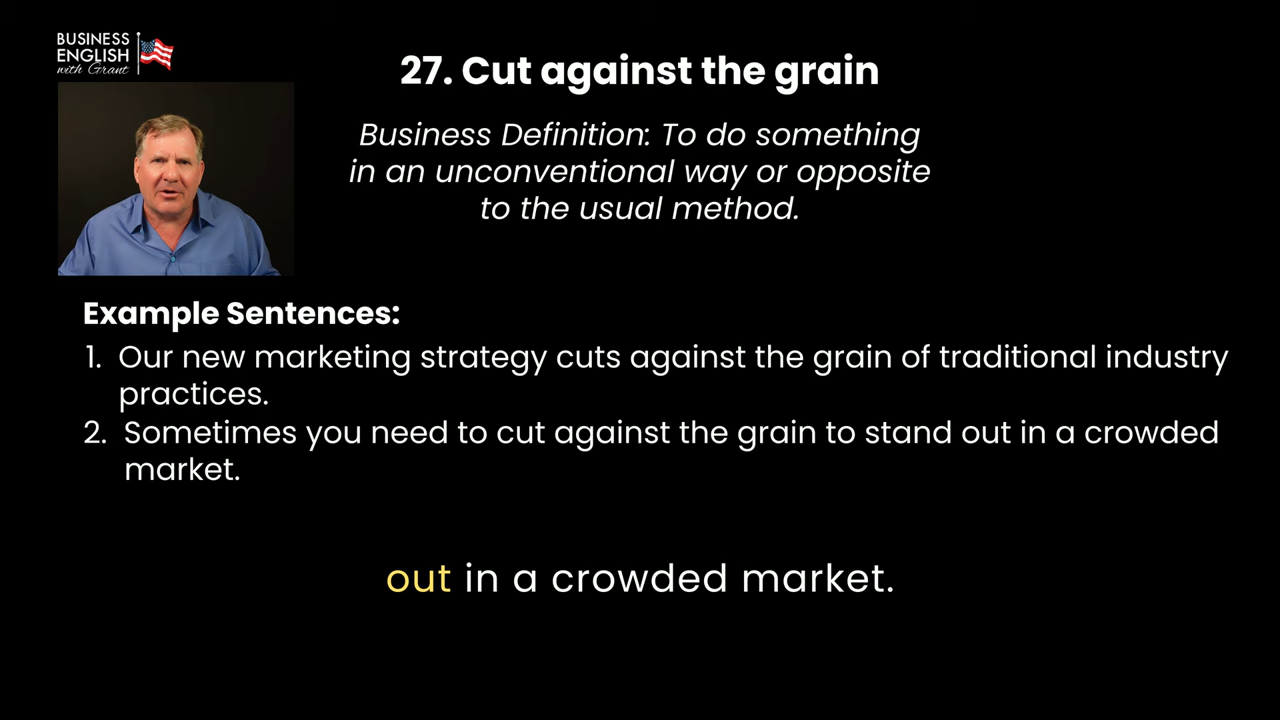 BUSINESS
ENGLISH
with Grant
27. Cut against the grain
Business Definition: To do something
in an unconventional way or opposite
to the usual method.
Example Sentences:
1. Our new marketing strategy cuts against the grain of traditional industry
practices.
2. Sometimes you need to cut against the grain to stand out in a crowded
market.
out in a crowded market.